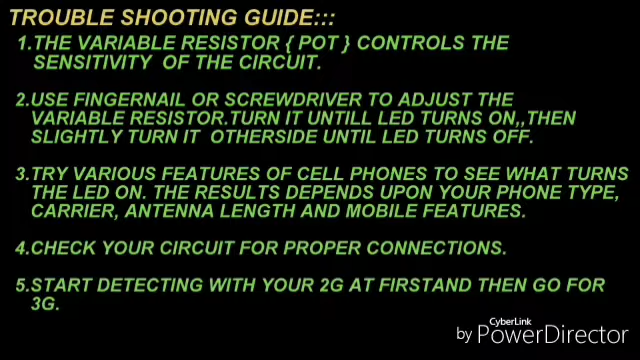 TROUBLE SHOOTING GUIDE:::
1.THE VARIABLE RESISTOR { POT } CONTROLS THE
SENSITIVITY OF THE CIRCUIT.
2.USE FINGERNAIL OR SCREWDRIVER TO ADJUST THE
VARIABLE RESISTOR.TURN IT UNTILL LED TURNS ON,,THEN
SLIGHTLY TURN IT OTHERSIDE UNTIL LED TURNS OFF.
3.TRY VARIOUS FEATURES OF CELL PHONES TO SEE WHAT TURNS
THE LED ON. THE RESULTS DEPENDS UPON YOUR PHONE TYPE,
CARRIER, ANTENNA LENGTH AND MOBILE FEATURES.
4.CHECK YOUR CIRCUIT FOR PROPER CONNECTIONS.
5.START DETECTING WITH YOUR 2G AT FIRSTAND THEN GO FOR
3G.
CyberLink
by PowerDirector